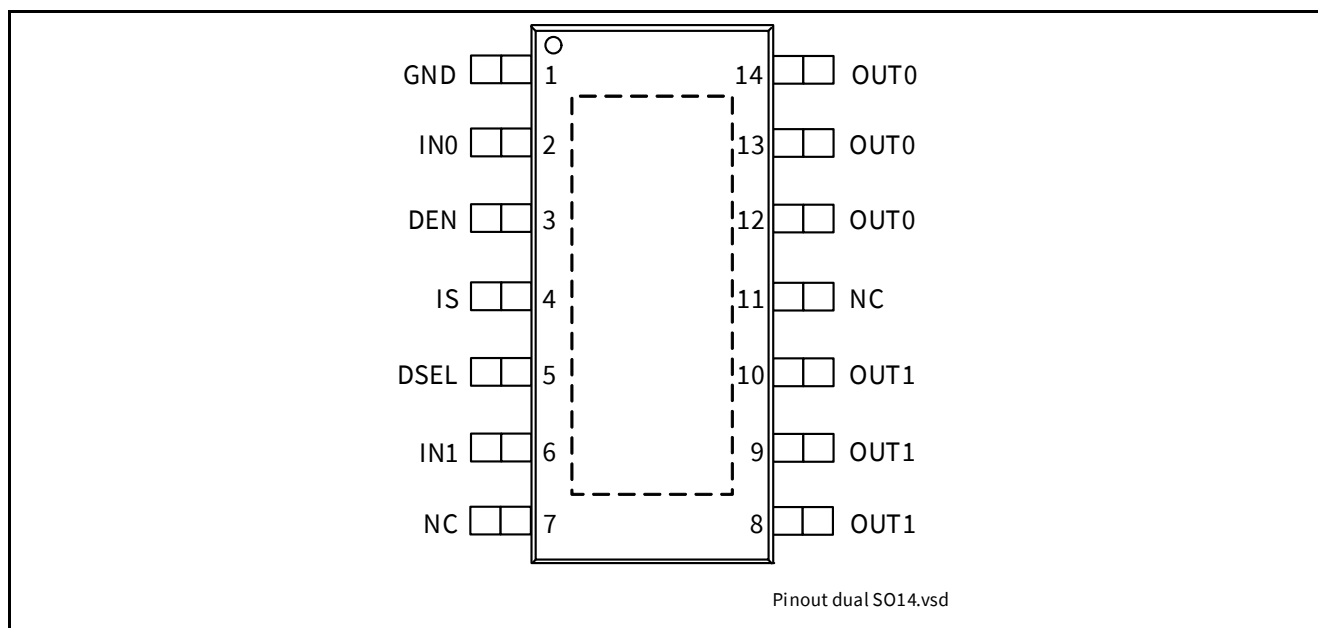 GND 1 14 OUT0
IN0 2 13 OUT0
DEN 3 12 OUT0
IS 4 11 NC
DSEL 5 10 OUT1
IN1 6 9 OUT1
NC 7 8 OUT1
Pinout dual SO14.vsd